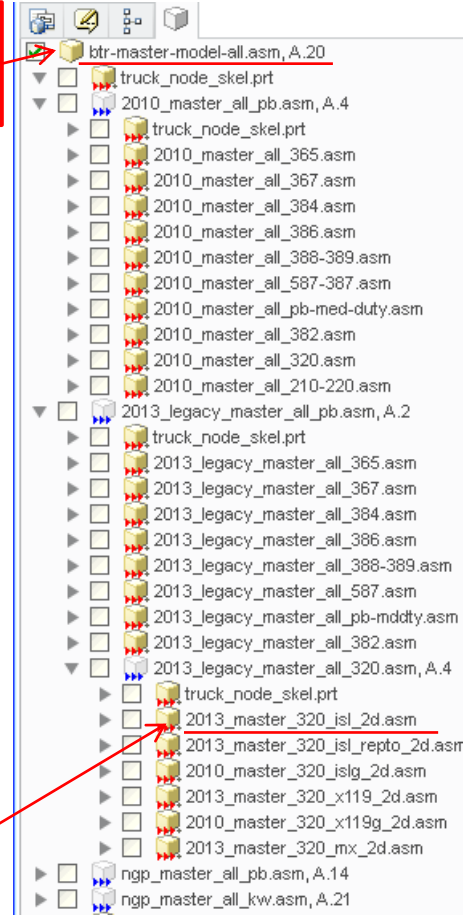 btr-master-model-all.asm, A.20
truck_node_skel.prt
2010_master_all_pb.asm, A.4
truck_node_skel.prt
2010_master_all_365.asm
2010_master_all_367.asm
2010_master_all_384.asm
2010_master_all_386.asm
2010_master_all_388-389.asm
2010_master_all_587-387.asm
2010_master_all_pb-med-duty.asm
2010_master_all_382.asm
2010_master_all_320.asm
2010_master_all_210-220.asm
2013_legacy_master_all_pb.asm, A.2
truck_node_skel.prt
2013_legacy_master_all_365.asm
2013_legacy_master_all_367.asm
2013_legacy_master_all_384.asm
2013_legacy_master_all_386.asm
2013_legacy_master_all_388-389.asm
2013_legacy_master_all_587.asm
2013_legacy_master_all_pb-mddty.asm
2013_legacy_master_all_382.asm
2013_legacy_master_all_320.asm, A.4
truck_node_skel.prt
2013_master_320_isl_2d.asm
2013_master_320_isl_repto_2d.asm
2010_master_320_islg_2d.asm
2013_master_320_x119_2d.asm
2010_master_320_x119g_2d.asm
2013_master_320_mx_2d.asm
ngp_master_all_pb.asm, A.14
ngp_master_all_kw.asm, A.21